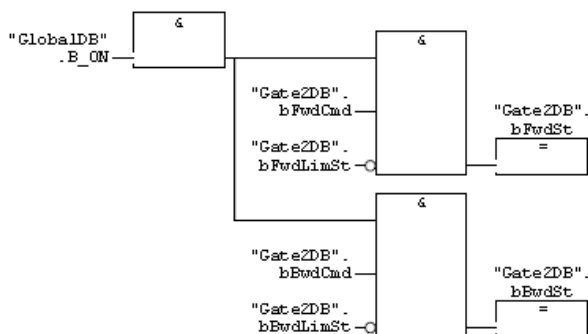 &
"GlobalDB"
.B_ON
&
"Gate2DB".
bFwdCmd
"Gate2DB".
bFwdLimSt
"Gate2DB".
bFwdSt
=
&
"Gate2DB".
bBwdCmd
"Gate2DB".
bBwdLimSt
"Gate2DB".
bBwdSt
=